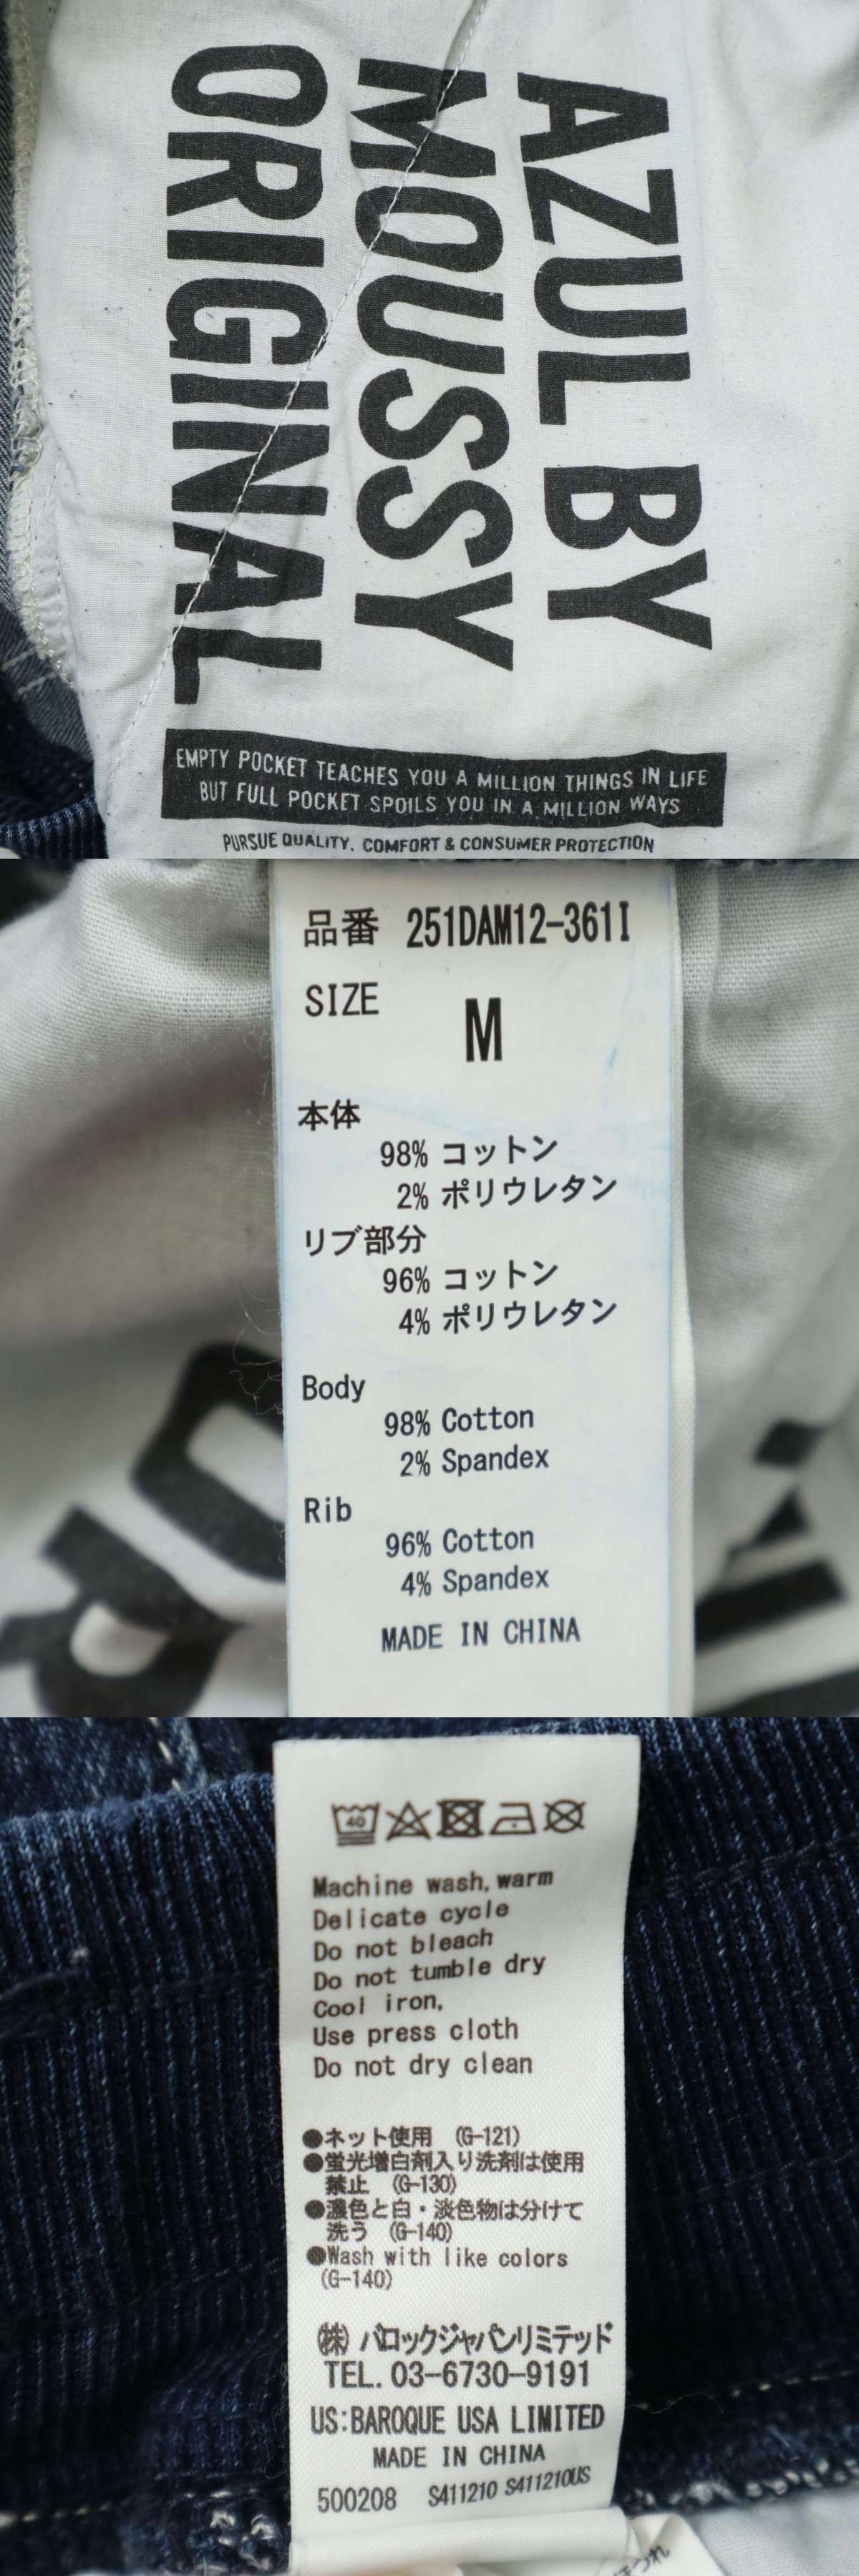 AZUL BY
MOUSSY
ORIGINAL
EMPTY POCKET TEACHES YOU A MILLION THINGS IN LIFE
BUT FULL POCKET SPOILS YOU IN A MILLION WAYS
PURSUE QUALITY. COMFORT & CONSUMER PROTECTION
品番 251DAM12-361I
SIZE
M
本体
98% コットン
2% ポリウレタン
リブ部分
96% コットン
4% ポリウレタン
Body
98% Cotton
2% Spandex
Rib
96% Cotton
4% Spandex
MADE IN CHINA
40
Machine wash, warm
Delicate cycle
Do not bleach
Do not tumble dry
Cool iron,
Use press cloth
Do not dry clean
●ネット使用 (G-121)
●蛍光増白剤入り洗剤は使用
禁止 (G-130)
●濃色と白・淡色物は分けて
洗う (G-140)
●Wash with like colors
(G-140)
㈱ バロックジャパンリミテッド
TEL. 03-6730-9191
US:BAROQUE USA LIMITED
MADE IN CHINA
500208 S411210 S411210US